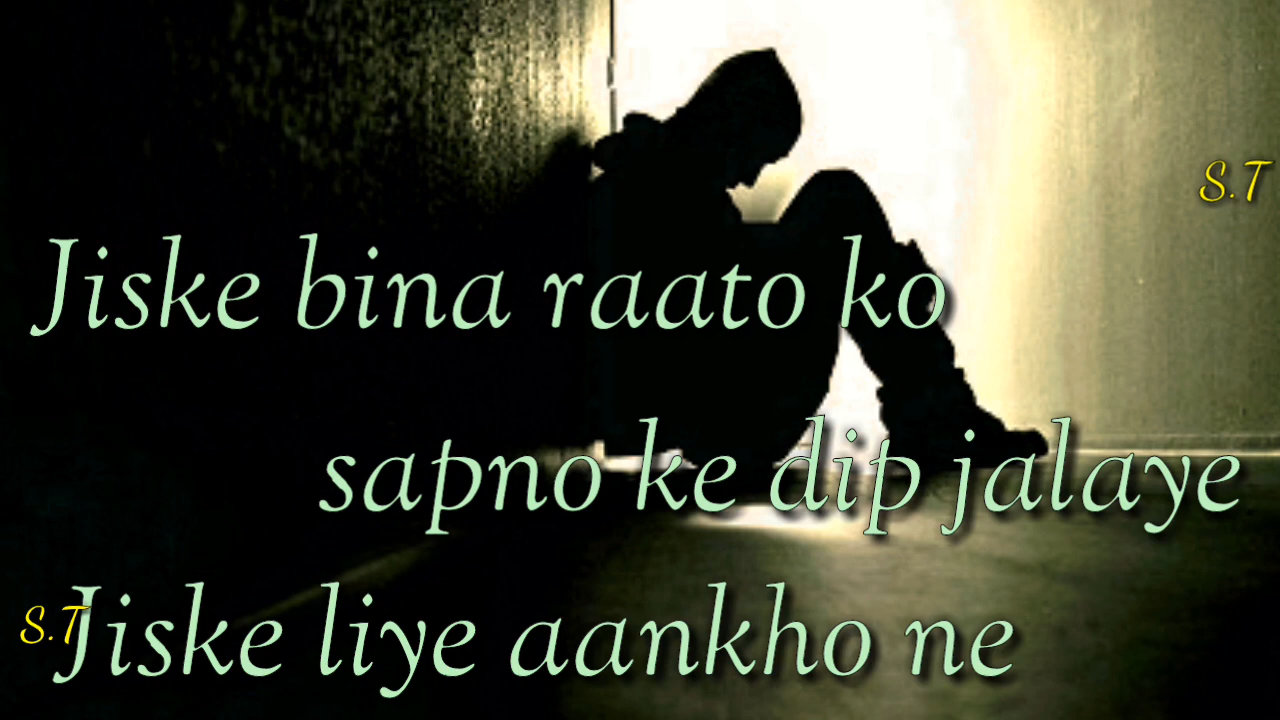 S.T
Jiske bina raato ko
sapno ke dip jalaye
S.T
Jiske liye aankho ne